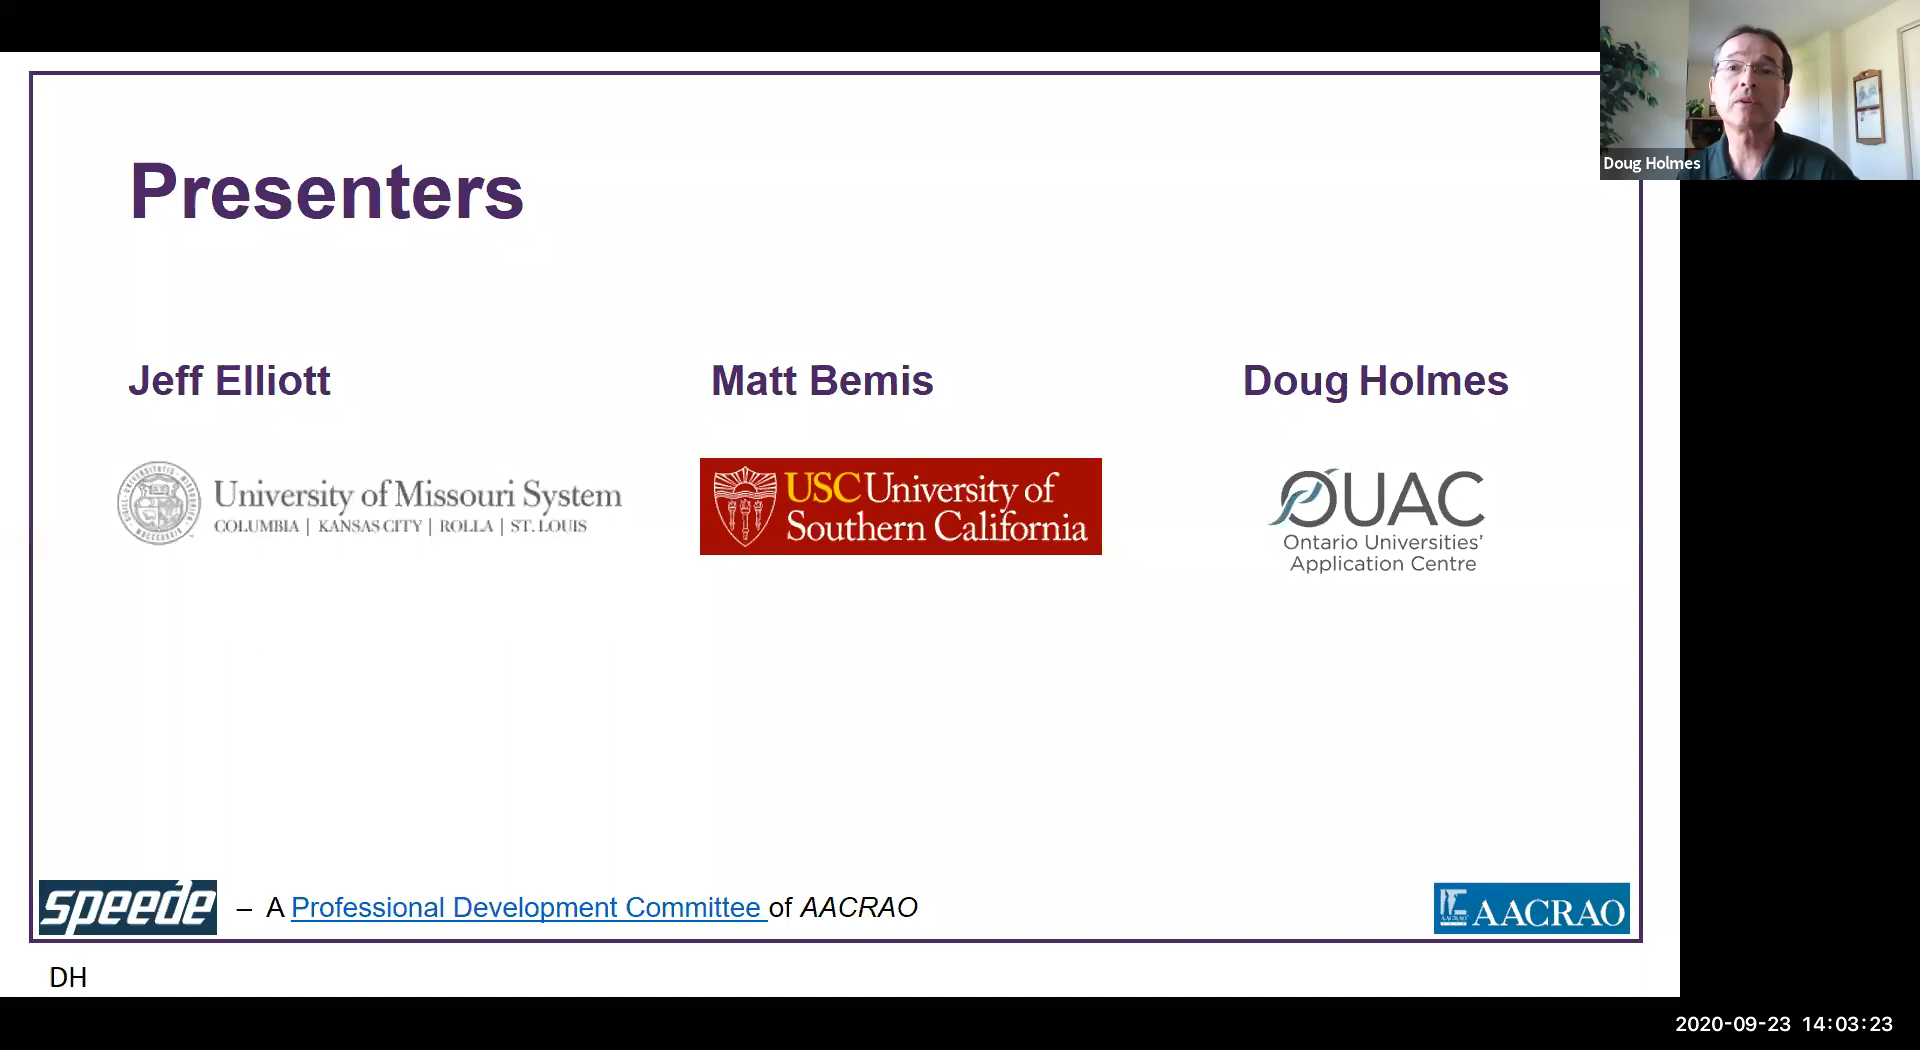 Doug Holmes
Presenters
Jeff Elliott
Matt Bemis
Doug Holmes
University of Missouri System
COLUMBIA | KANSAS CITY | ROLLA | ST. LOUIS
USC University of
Southern California
OUAC
Ontario Universities'
Application Centre
speede – A Professional Development Committee of AACRAO
AACRAO
DH
2020-09-23 14:03:23